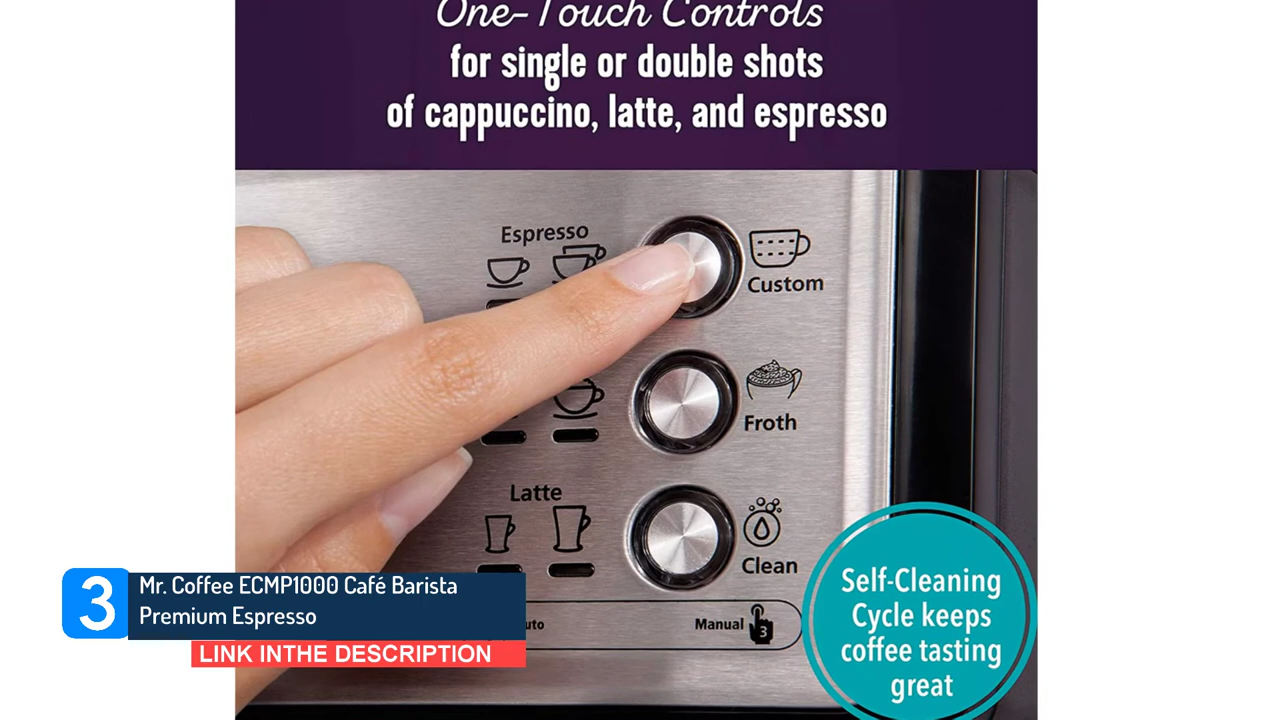 One-Touch Controls
for single or double shots
of cappuccino, latte, and espresso
Espresso
Custom
Froth
Latte
Clean
Manual
3
Self-Cleaning
Cycle keeps
coffee tasting
great
3
Mr. Coffee ECMP1000 Café Barista
Premium Espresso
LINK INTHE DESCRIPTION